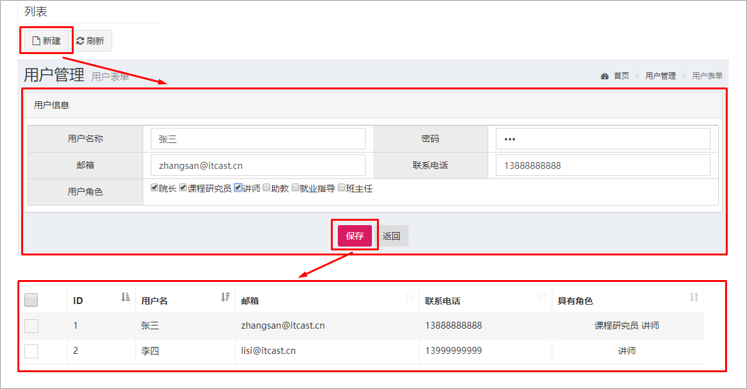 列表
新建 刷新
用户管理 用户表单 首页 > 用户管理 > 用户表单
用户信息
用户名称 张三 密码 •••
邮箱 zhangsan@itcast.cn 联系电话 13888888888
用户角色 院长 课程研究员 讲师 助教 就业指导 班主任
保存 返回
ID 用户名 邮箱 联系电话 具有角色
1 张三 zhangsan@itcast.cn 13888888888 课程研究员 讲师
2 李四 lisi@itcast.cn 13999999999 讲师